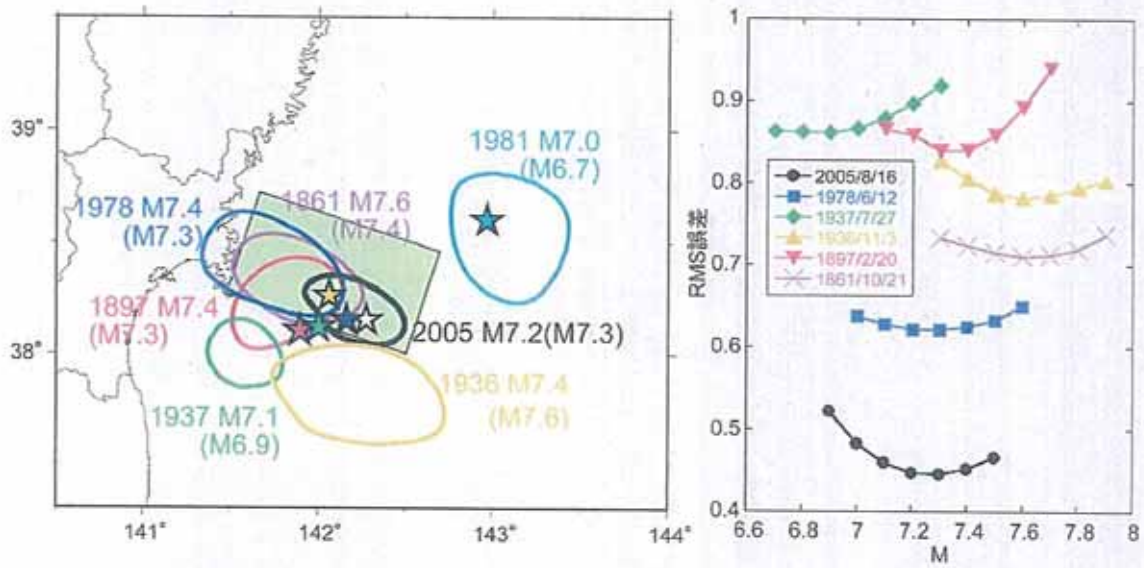 39°
38°
141°
142°
143°
144°
1981 M7.0
(M6.7)
1978 M7.4
(M7.3)
1861 M7.6
(M7.4)
1897 M7.4
(M7.3)
2005 M7.2(M7.3)
1937 M7.1
(M6.9)
1936 M7.4
(M7.6)
RMS誤差
1
0.9
0.8
0.7
0.6
0.5
0.4
2005/8/16
1978/6/12
1937/7/27
1936/11/3
1897/2/20
1861/10/21
6.6
6.8
7
7.2
7.4
7.6
7.8
8
M